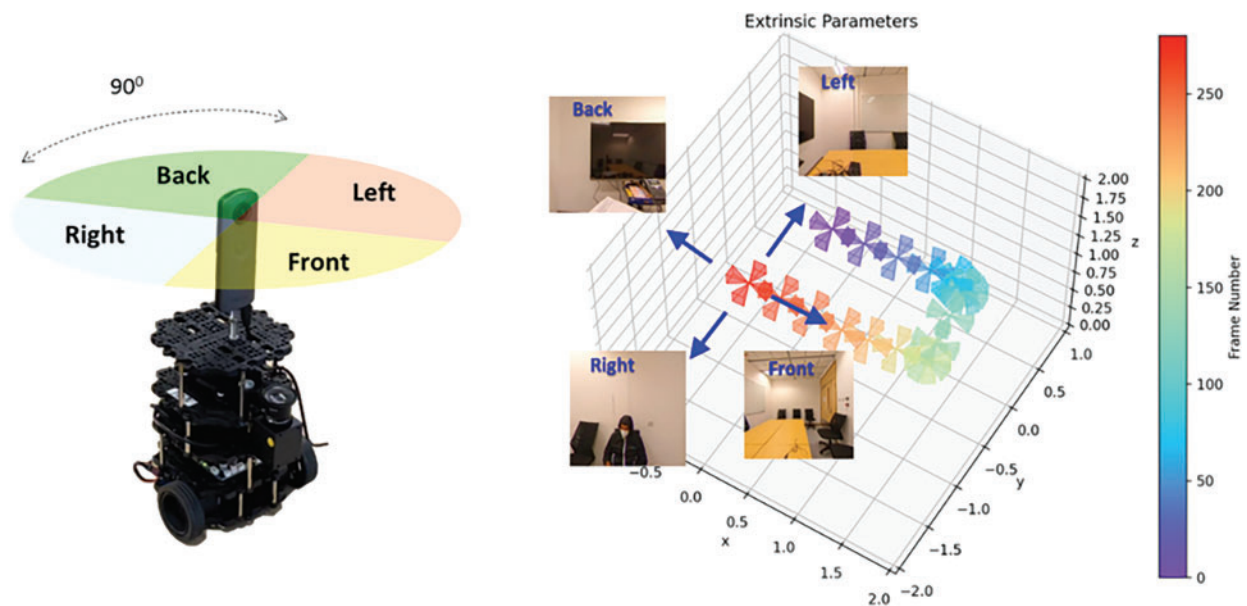 90⁰
Back
Left
Right
Front
Extrinsic Parameters
Back
Left
Right
Front
2.00
1.75
1.50
1.25
1.00
0.75
0.50
0.25
0.00
z
1.0
0.5
0.0
−0.5
−1.0
−1.5
−2.0
y
−0.5
0.0
0.5
1.0
1.5
2.0
x
250
200
150
100
50
0
Frame Number